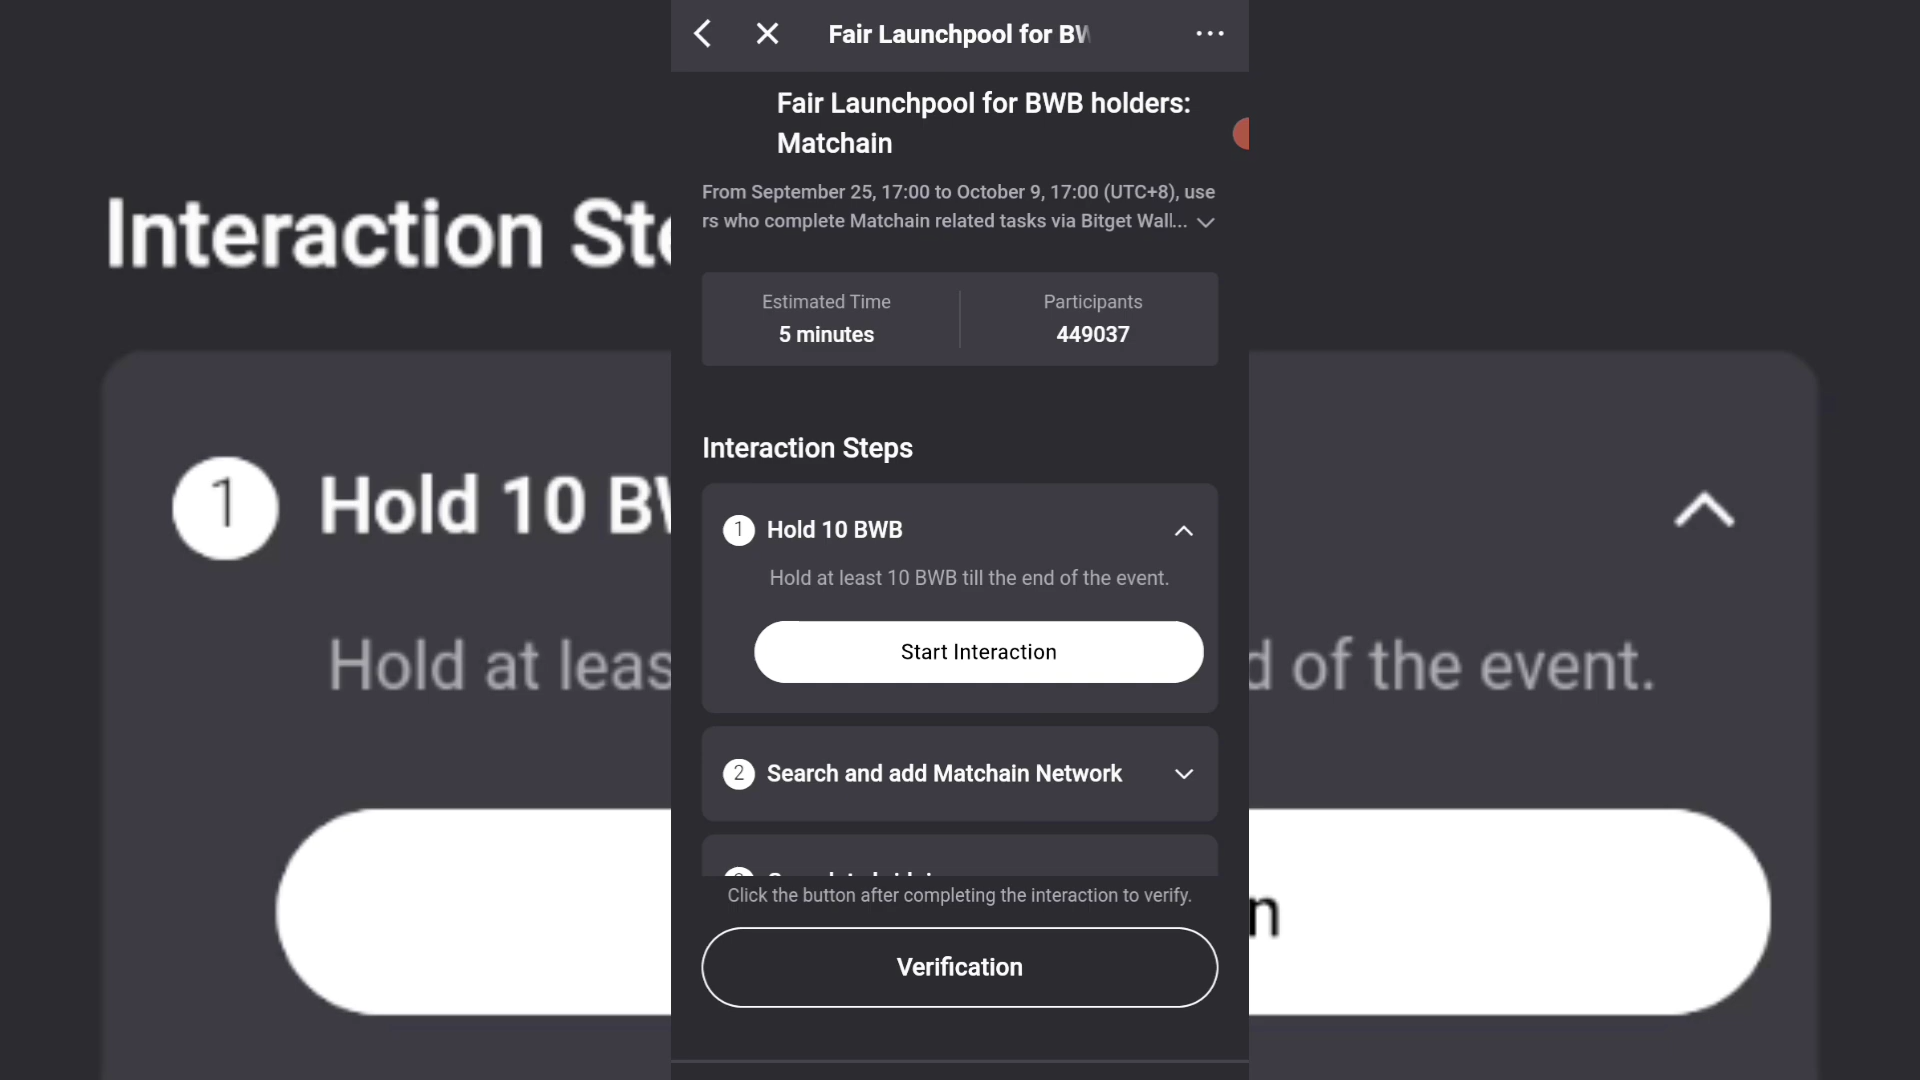 Fair Launchpool for BW
Fair Launchpool for BWB holders:
Matchain
From September 25, 17:00 to October 9, 17:00 (UTC+8), use
rs who complete Matchain related tasks via Bitget Wall...
Estimated Time
5 minutes
Participants
449037
Interaction Steps
1 Hold 10 BWB
Hold at least 10 BWB till the end of the event.
Start Interaction
2 Search and add Matchain Network
Click the button after completing the interaction to verify.
Verification
Interaction St
1 Hold 10 BW
Hold at leas
d of the event.
n